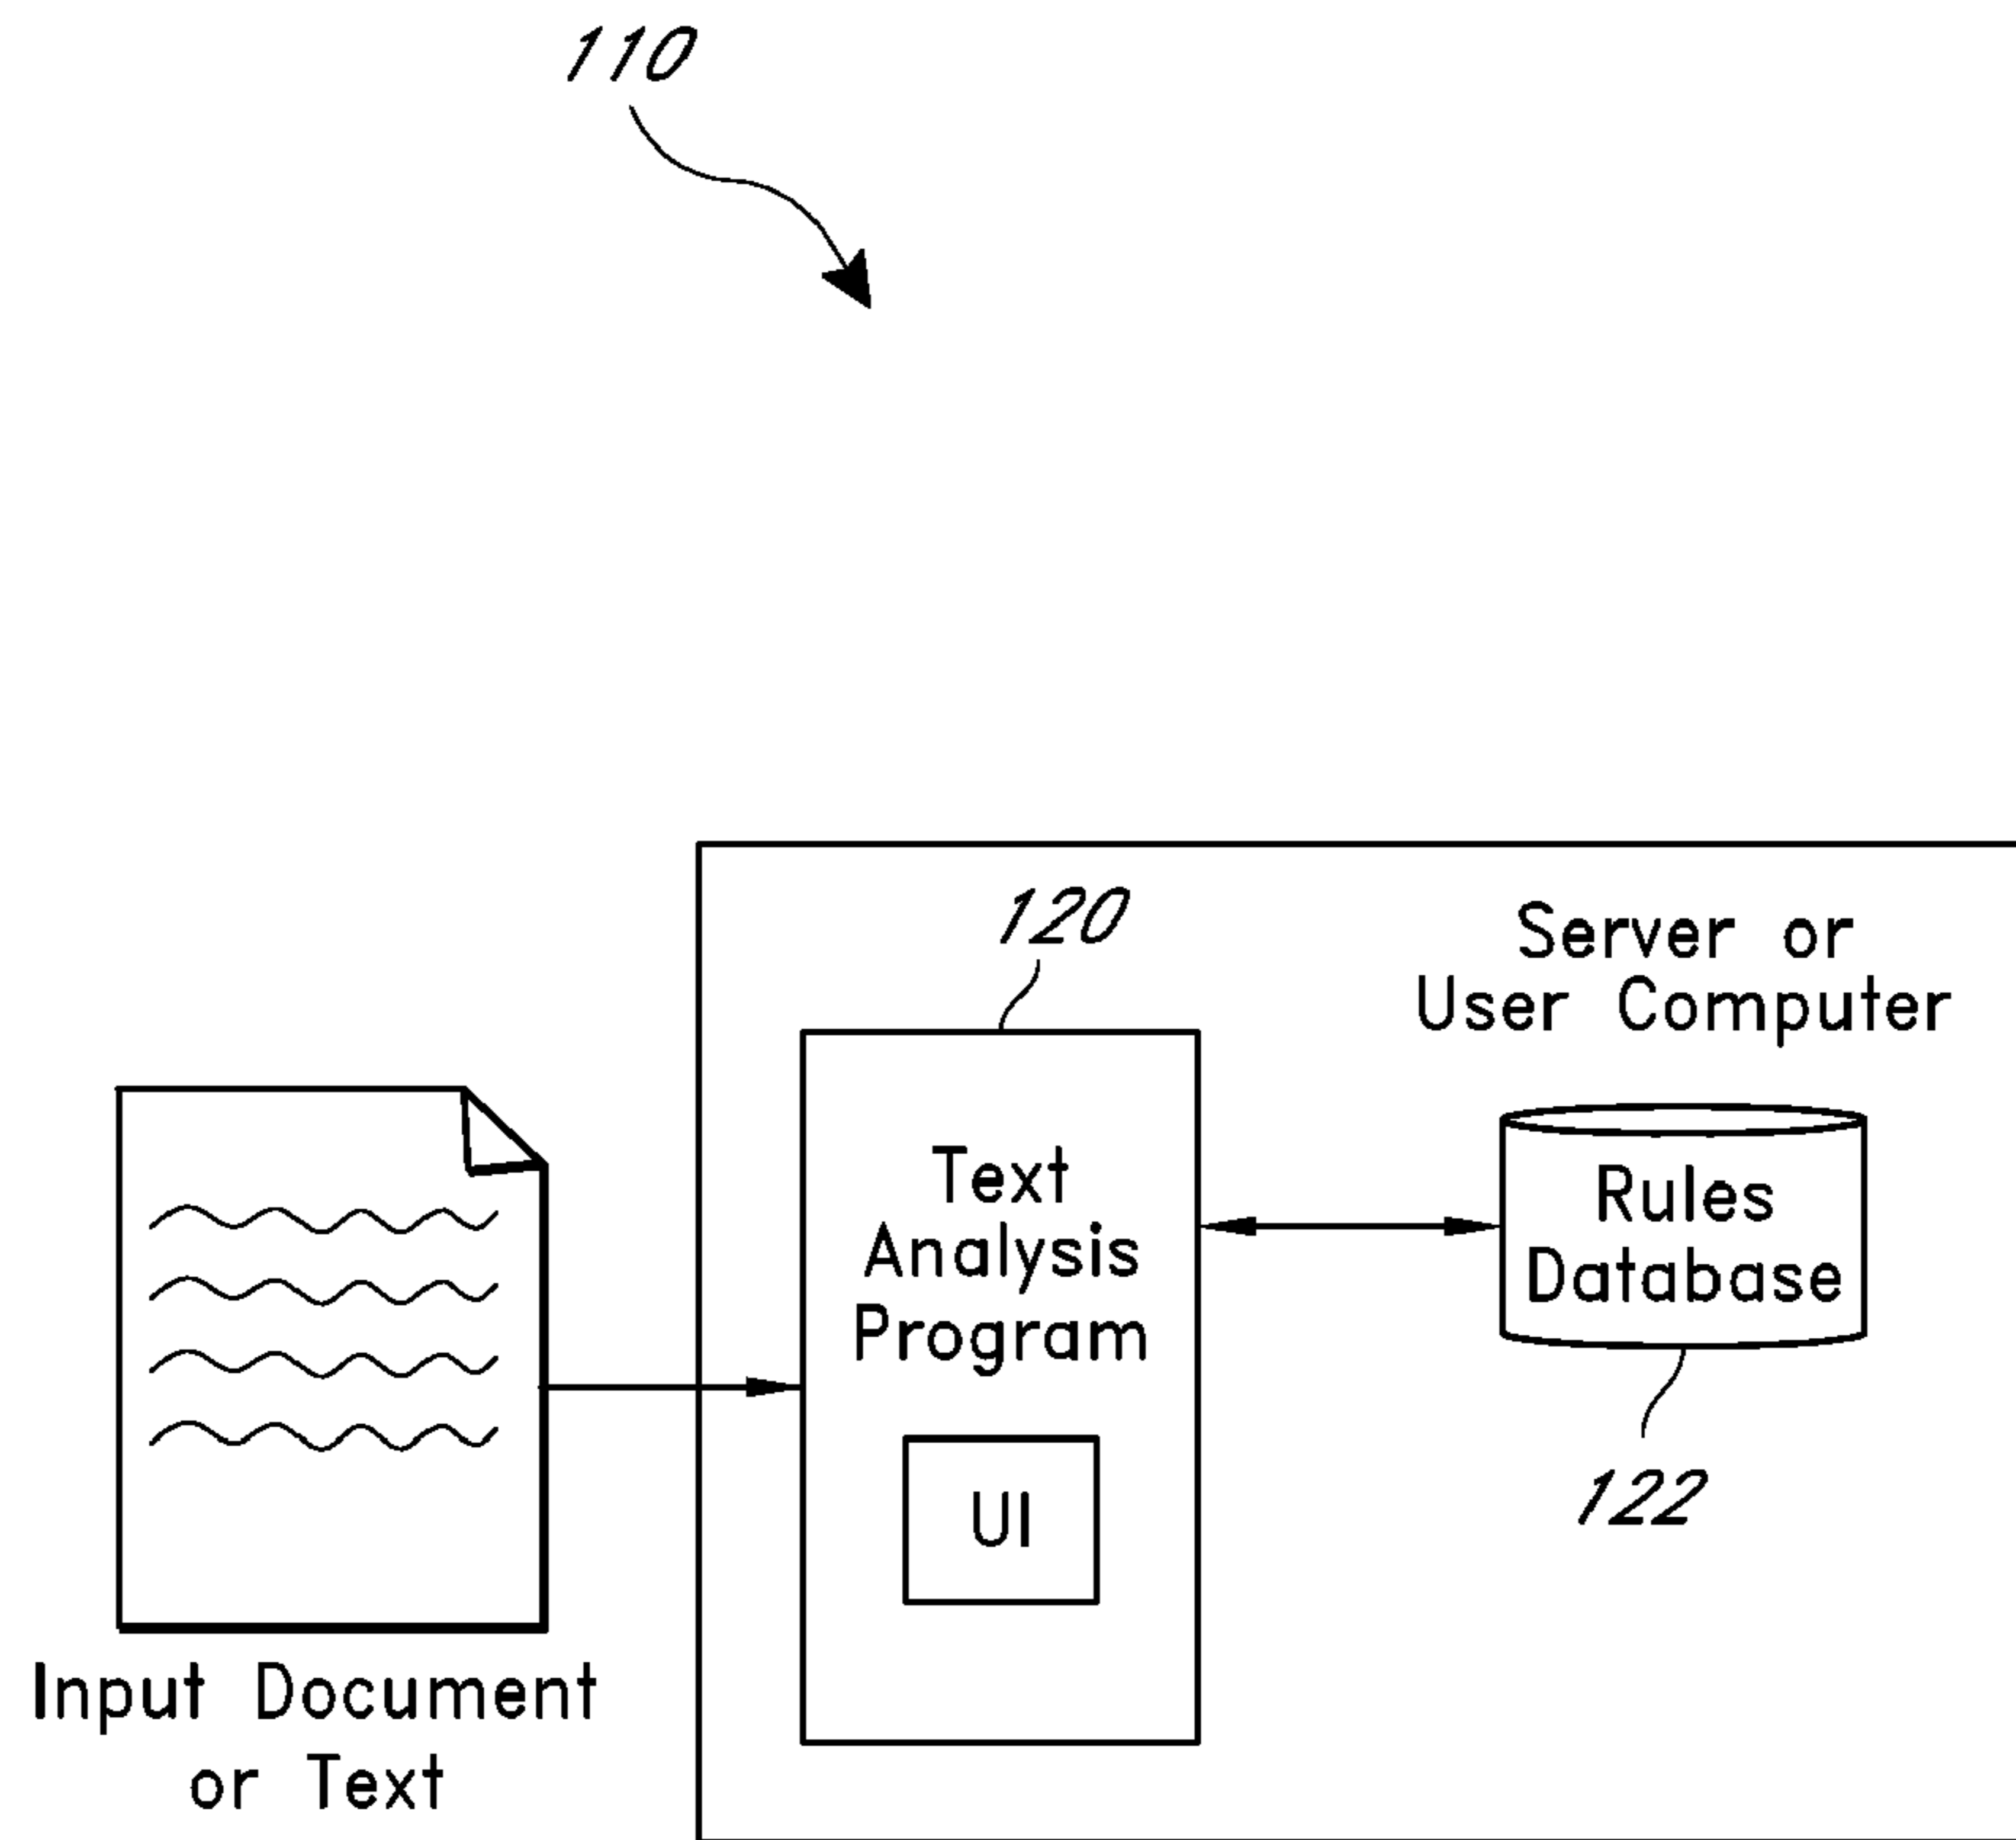 110
120
Server or
User Computer
Text
Analysis
Program
Rules
Database
UI
122
Input Document
or Text